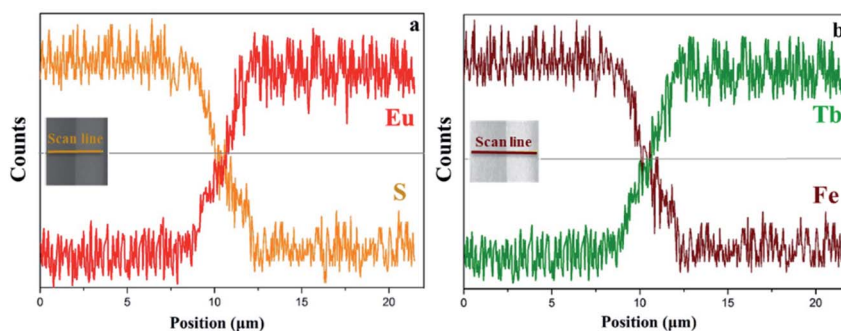 a
Eu
Scan line
S
Counts
0 5 10 15 20
Position (μm)
b
Tb
Scan line
Fe
Counts
0 5 10 15 20
Position (μm)